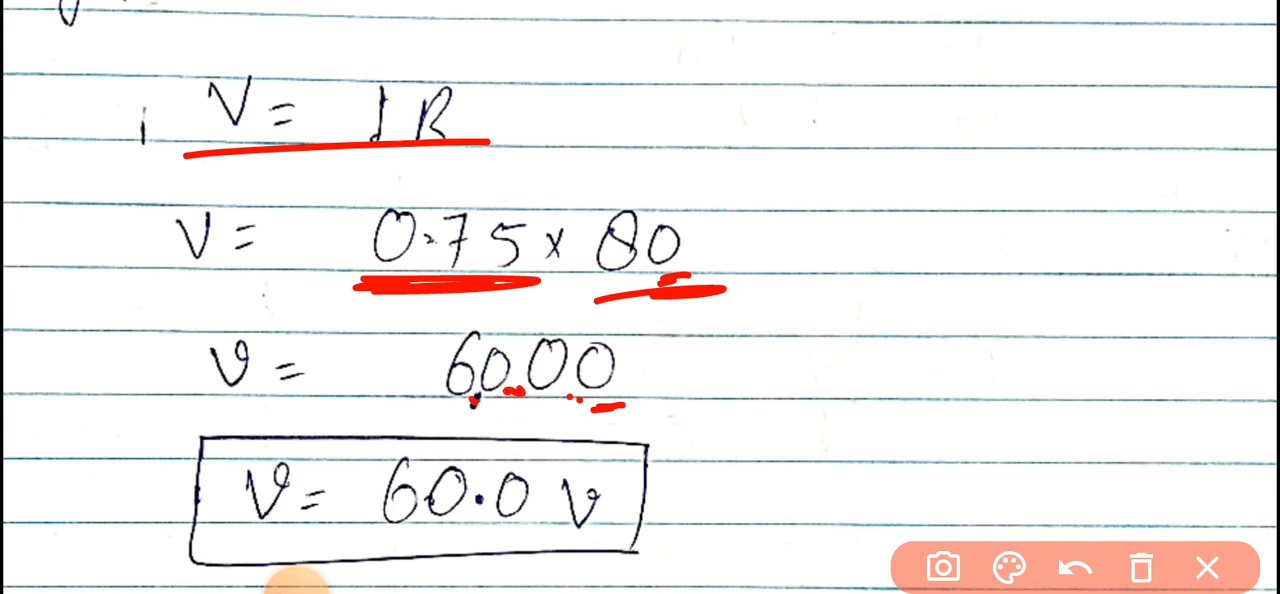 V = IR
V = 0.75 x 80
V = 60.00
V = 60.0 V